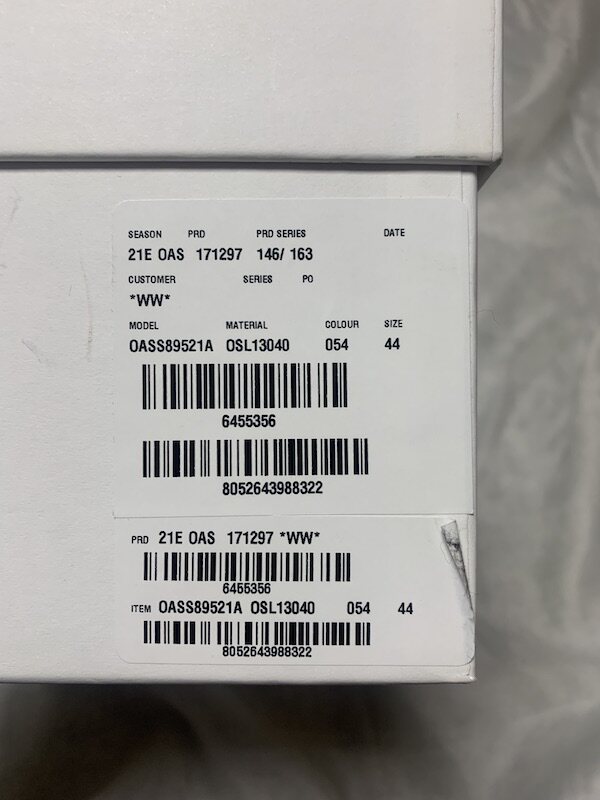 SEASON PRD PRD SERIES DATE
21E OAS 171297 146/ 163
CUSTOMER SERIES PO
*WW*
MODEL MATERIAL COLOUR SIZE
OASS89521A OSL13040 054 44
6455356
8052643988322
PRD 21E OAS 171297 *WW*
6455356
ITEM OASS89521A OSL13040 054 44
8052643988322